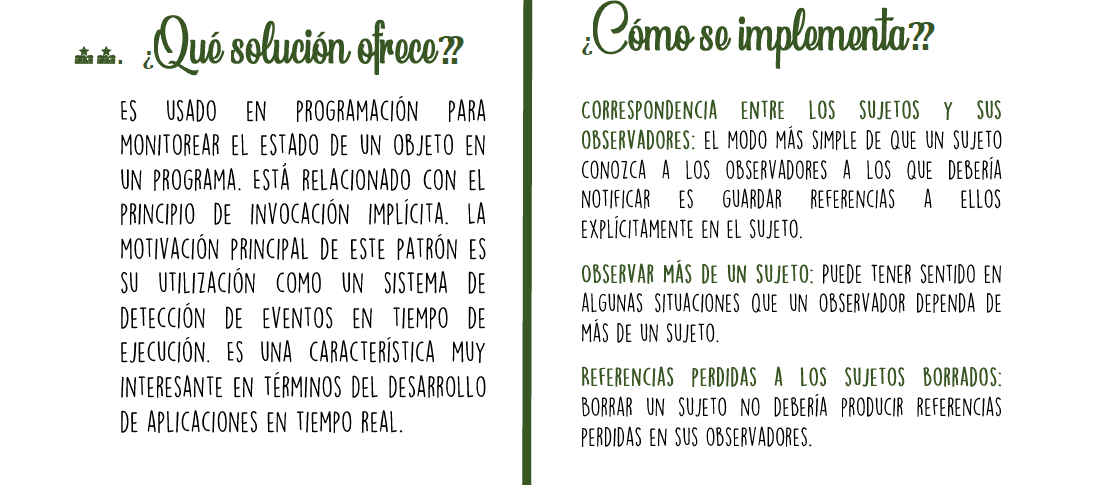 ¿Qué solución ofrece??
ES USADO EN PROGRAMACIÓN PARA
MONITOREAR EL ESTADO DE UN OBJETO EN
UN PROGRAMA. ESTÁ RELACIONADO CON EL
PRINCIPIO DE INVOCACIÓN IMPLÍCITA. LA
MOTIVACIÓN PRINCIPAL DE ESTE PATRÓN ES
SU UTILIZACIÓN COMO UN SISTEMA DE
DETECCIÓN DE EVENTOS EN TIEMPO DE
EJECUCIÓN. ES UNA CARACTERÍSTICA MUY
INTERESANTE EN TÉRMINOS DEL DESARROLLO
DE APLICACIONES EN TIEMPO REAL.
¿Cómo se implementa??
CORRESPONDENCIA ENTRE LOS SUJETOS Y SUS
OBSERVADORES: EL MODO MÁS SIMPLE DE QUE UN SUJETO
CONOZCA A LOS OBSERVADORES A LOS QUE DEBERÍA
NOTIFICAR ES GUARDAR REFERENCIAS A ELLOS
EXPLÍCITAMENTE EN EL SUJETO.
OBSERVAR MÁS DE UN SUJETO: PUEDE TENER SENTIDO EN
ALGUNAS SITUACIONES QUE UN OBSERVADOR DEPENDA DE
MÁS DE UN SUJETO.
REFERENCIAS PERDIDAS A LOS SUJETOS BORRADOS:
BORRAR UN SUJETO NO DEBERÍA PRODUCIR REFERENCIAS
PERDIDAS EN SUS OBSERVADORES.